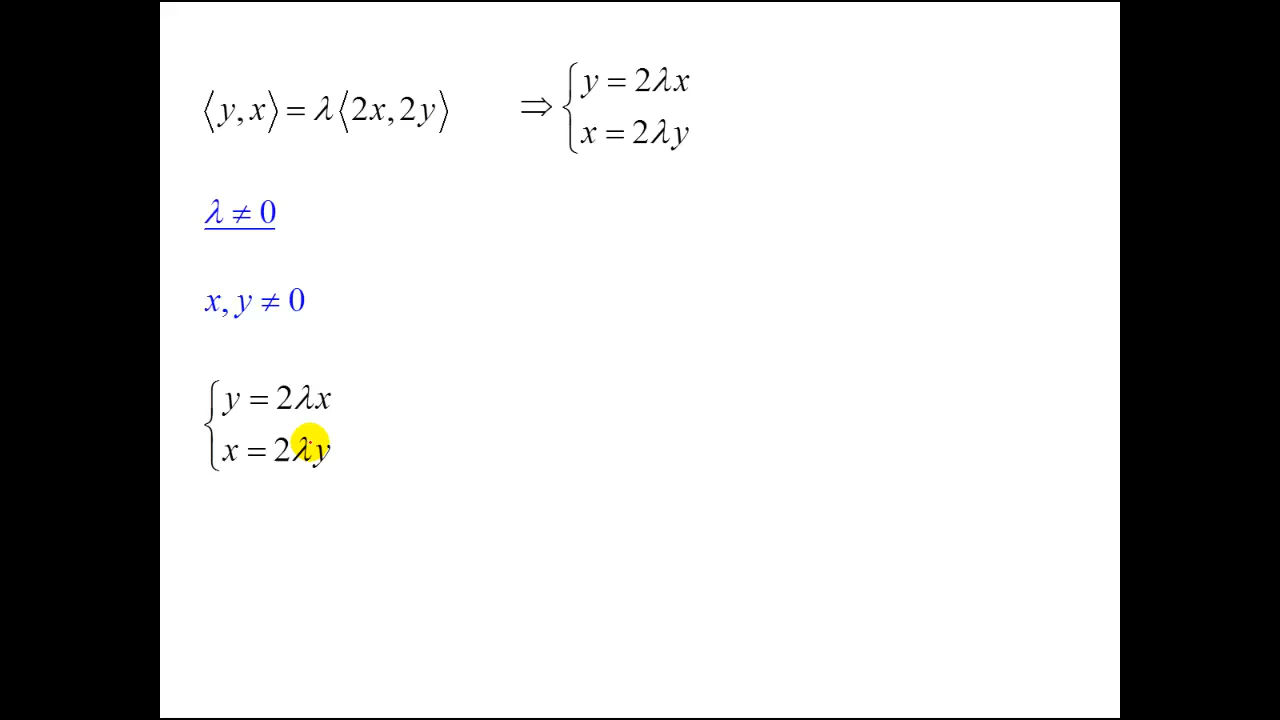 ⟨y, x⟩ = λ⟨2x, 2y⟩ ⇒ { y = 2λx
x = 2λy
λ ≠ 0
x, y ≠ 0
{ y = 2λx
x = 2λy